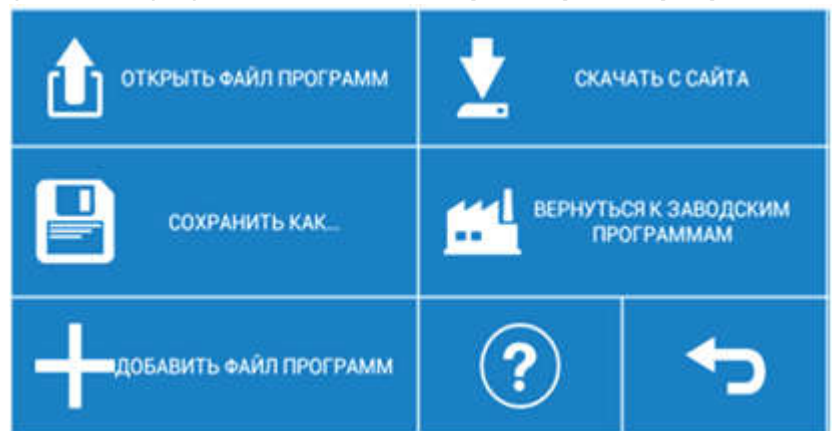 ОТКРЫТЬ ФАЙЛ ПРОГРАММ
СКАЧАТЬ С САЙТА
СОХРАНИТЬ КАК...
ВЕРНУТЬСЯ К ЗАВОДСКИМ
ПРОГРАММАМ
ДОБАВИТЬ ФАЙЛ ПРОГРАММ
?